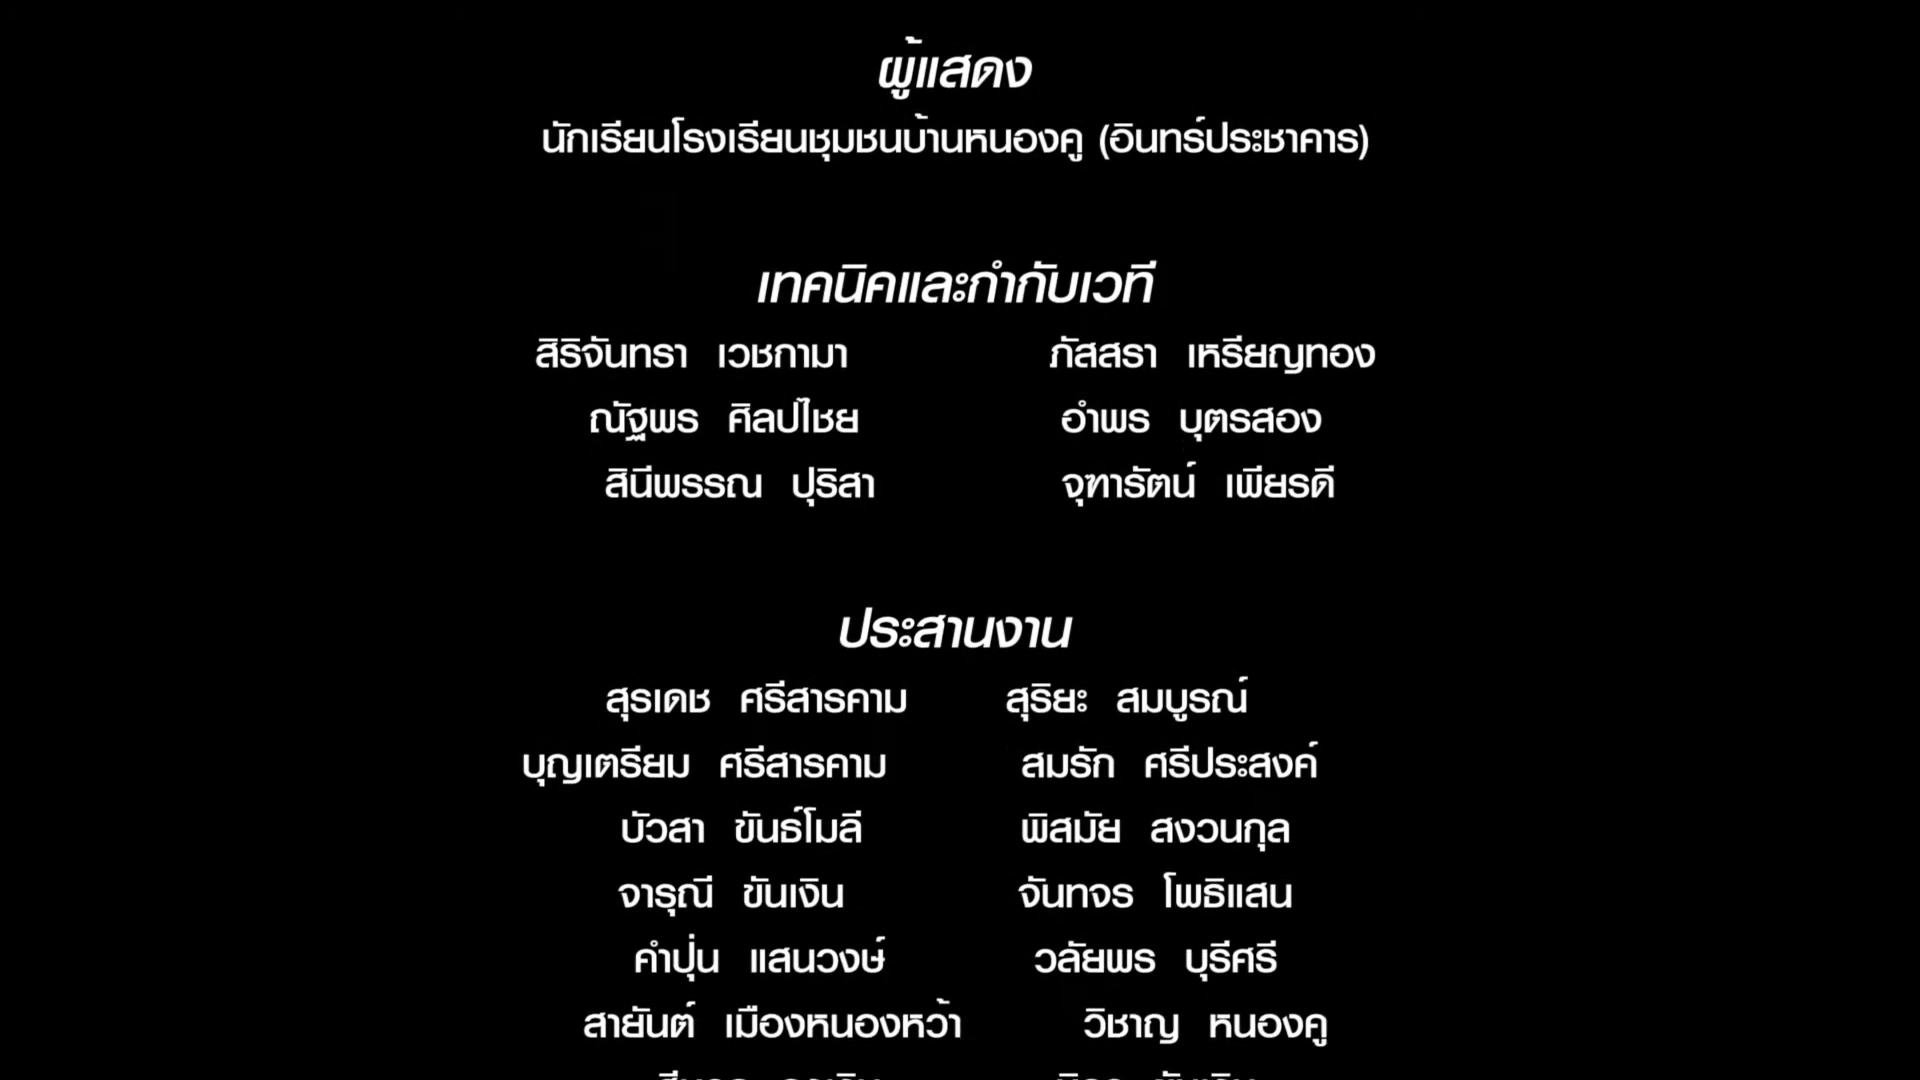 ผู้แสดง
นักเรียนโรงเรียนชุมชนบ้านหนองคู (อินทร์ประชาคาร)
เทคนิคและกำกับเวที
สิริจันทรา เวชกามา ภัสสรา เหรียญทอง
ณัฐพร ศิลปไชย อำพร บุตรสอง
สินีพรรณ ปุริสา จุฑารัตน์ เพียรดี
ประสานงาน
สุรเดช ศรีสารคาม สุริยะ สมบูรณ์
บุญเตรียม ศรีสารคาม สมรัก ศรีประสงค์
บัวสา ขันธ์โมลี พิสมัย สงวนกุล
จารุณี ขันเงิน จันทจร โพธิแสน
คำปุ่น แสนวงษ์ วลัยพร บุรีศรี
สายันต์ เมืองหนองหว้า วิชาญ หนองคู